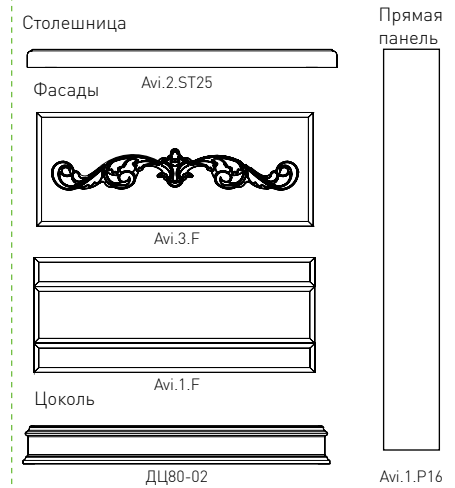 Столешница
Avi.2.ST25
Фасады
Avi.3.F
Avi.1.F
Цоколь
ДЦ80-02
Прямая
панель
Avi.1.P16